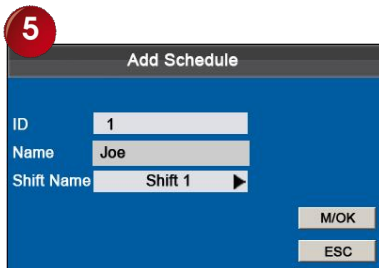 5
Add Schedule
ID 1
Name Joe
Shift Name Shift 1
M/OK
ESC